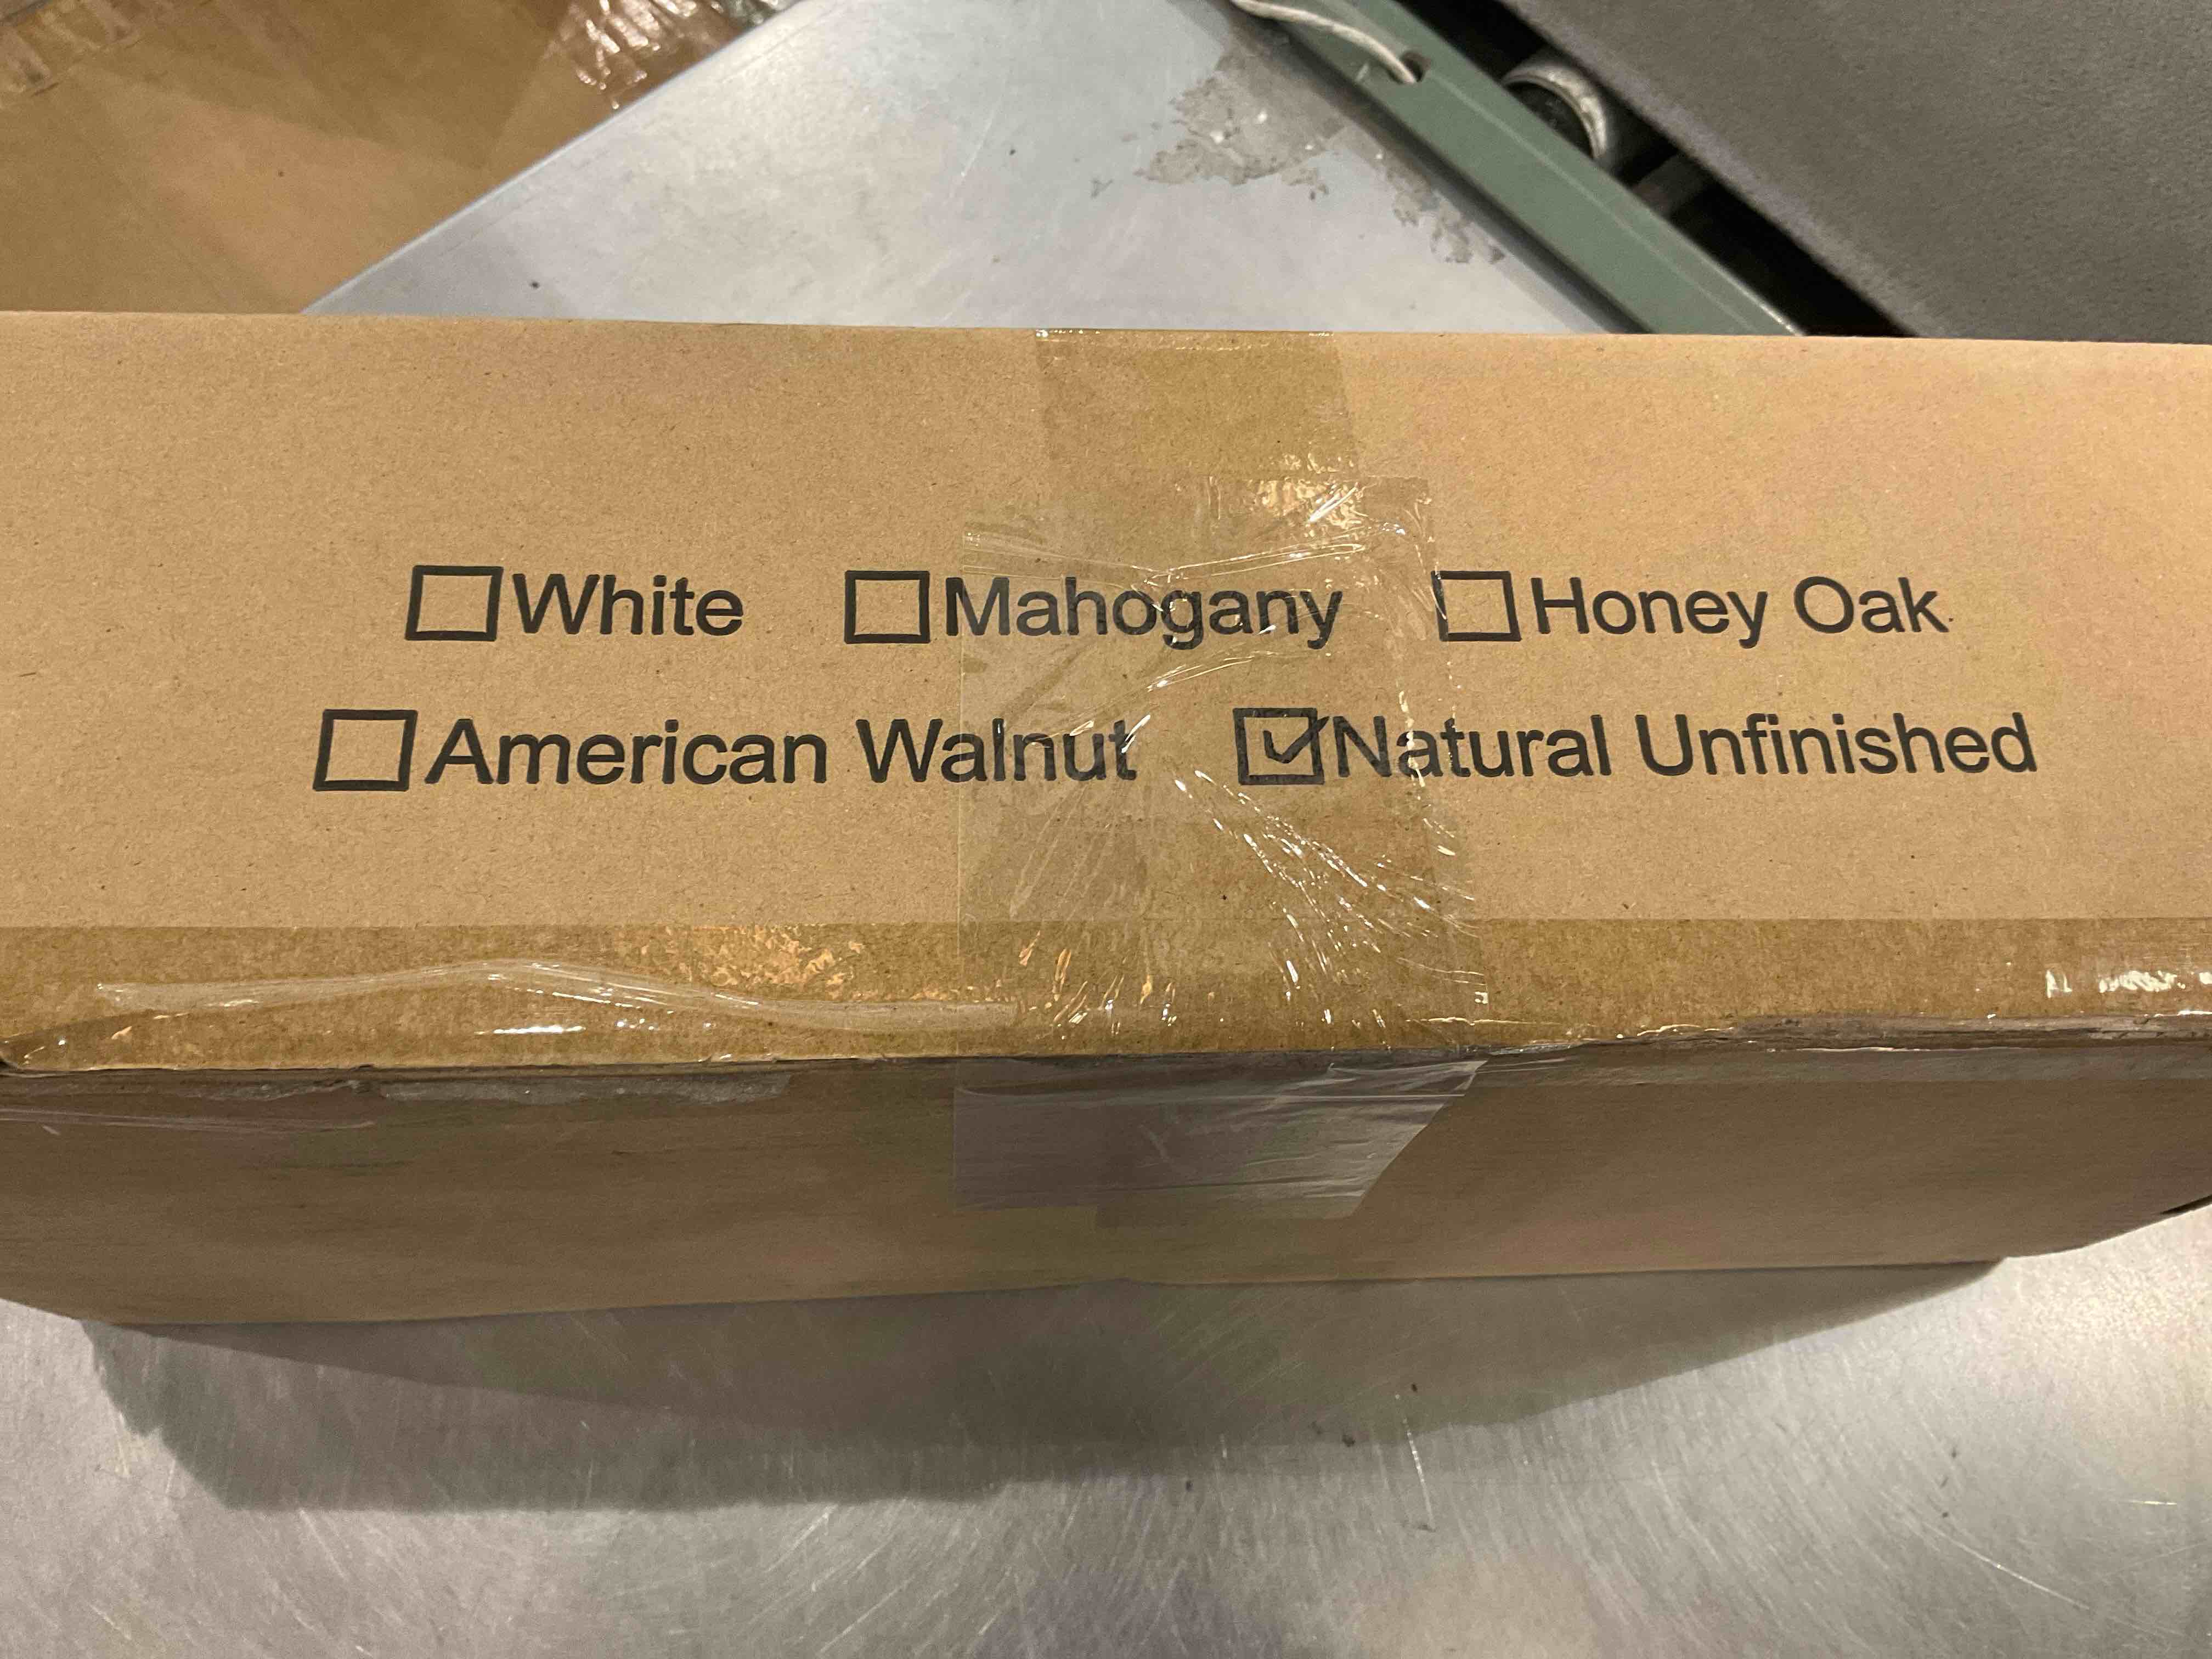 ☐White ☐Mahogany ☐Honey Oak
☐American Walnut ☑Natural Unfinished